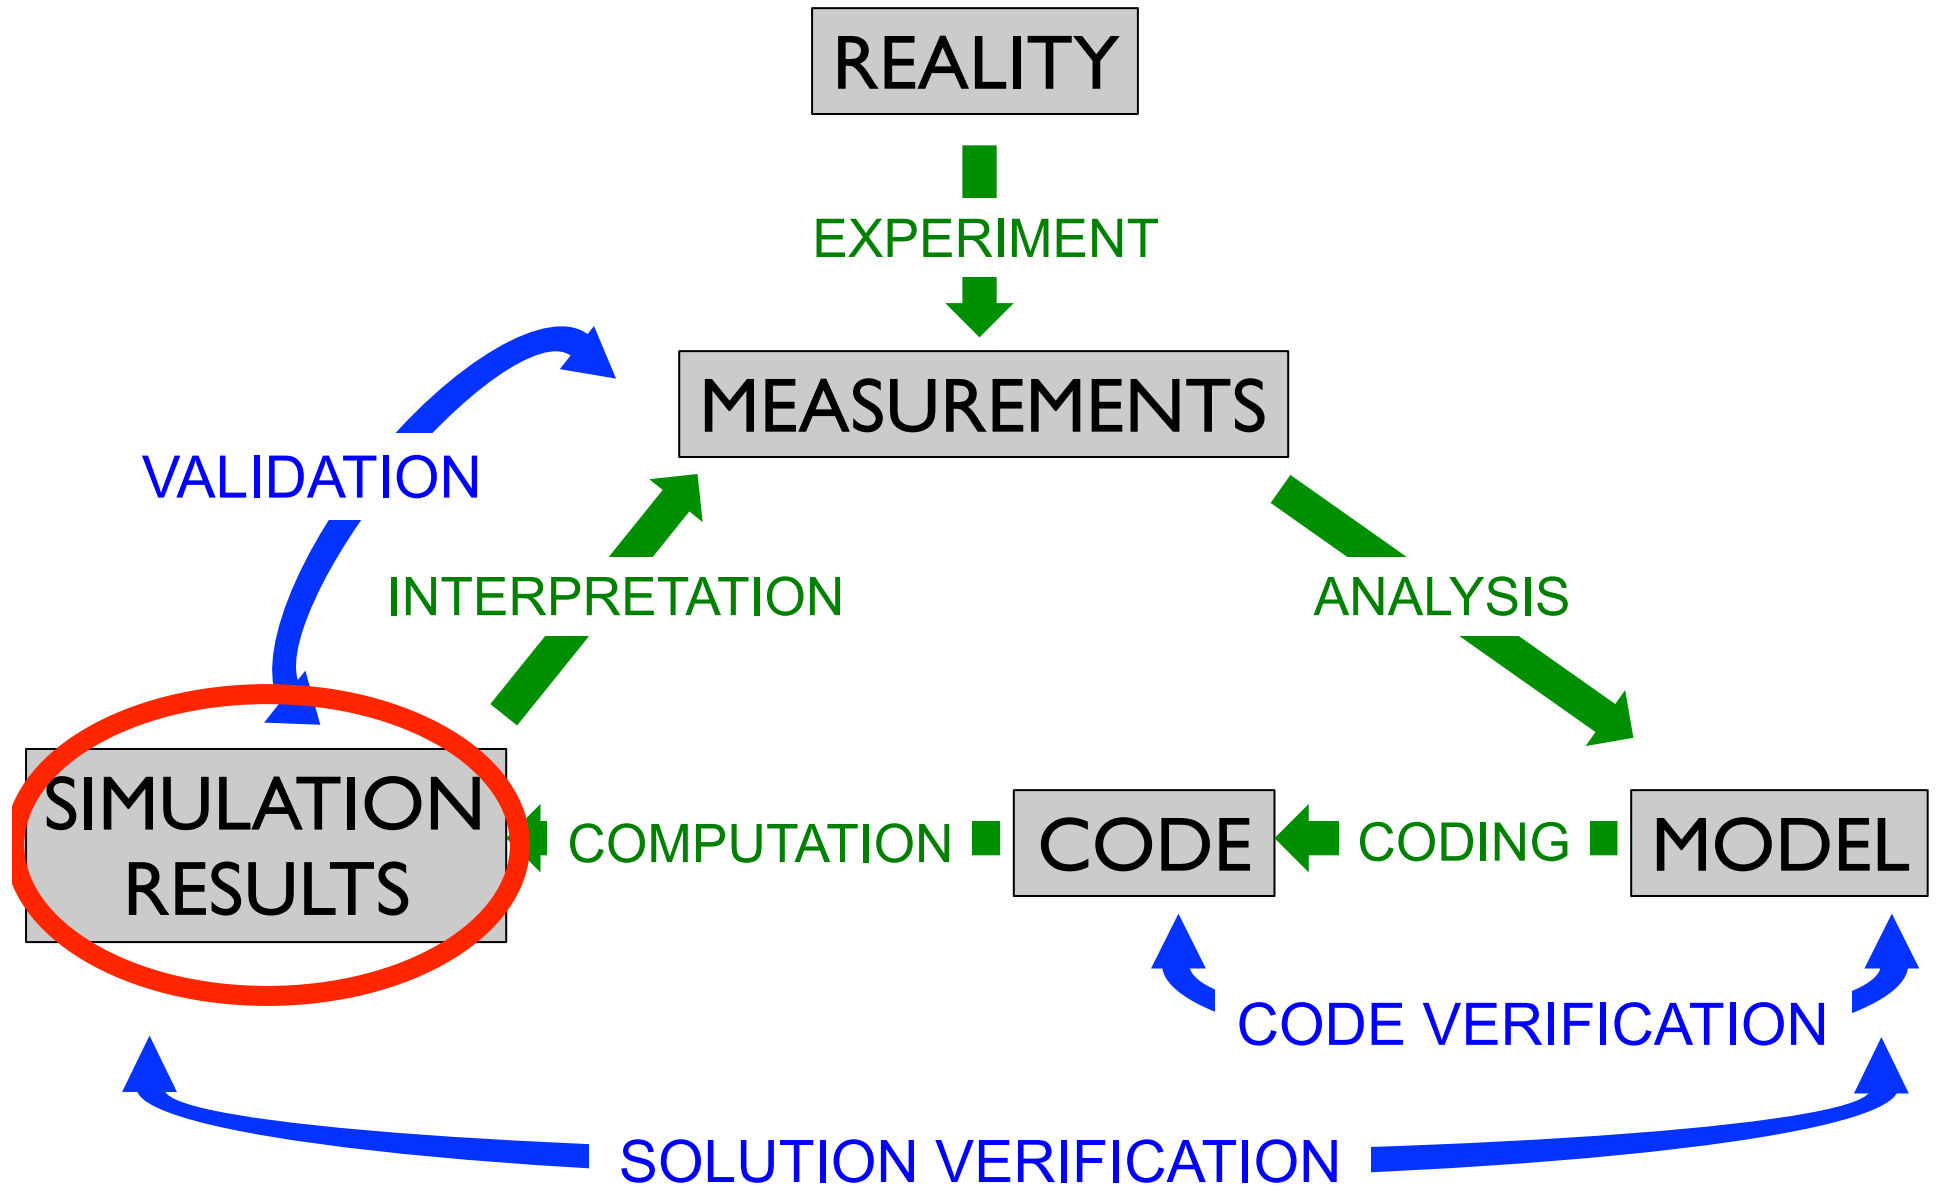 REALITY
EXPERIMENT
MEASUREMENTS
VALIDATION
INTERPRETATION
ANALYSIS
SIMULATION
RESULTS
COMPUTATION
CODE
CODING
MODEL
CODE VERIFICATION
SOLUTION VERIFICATION